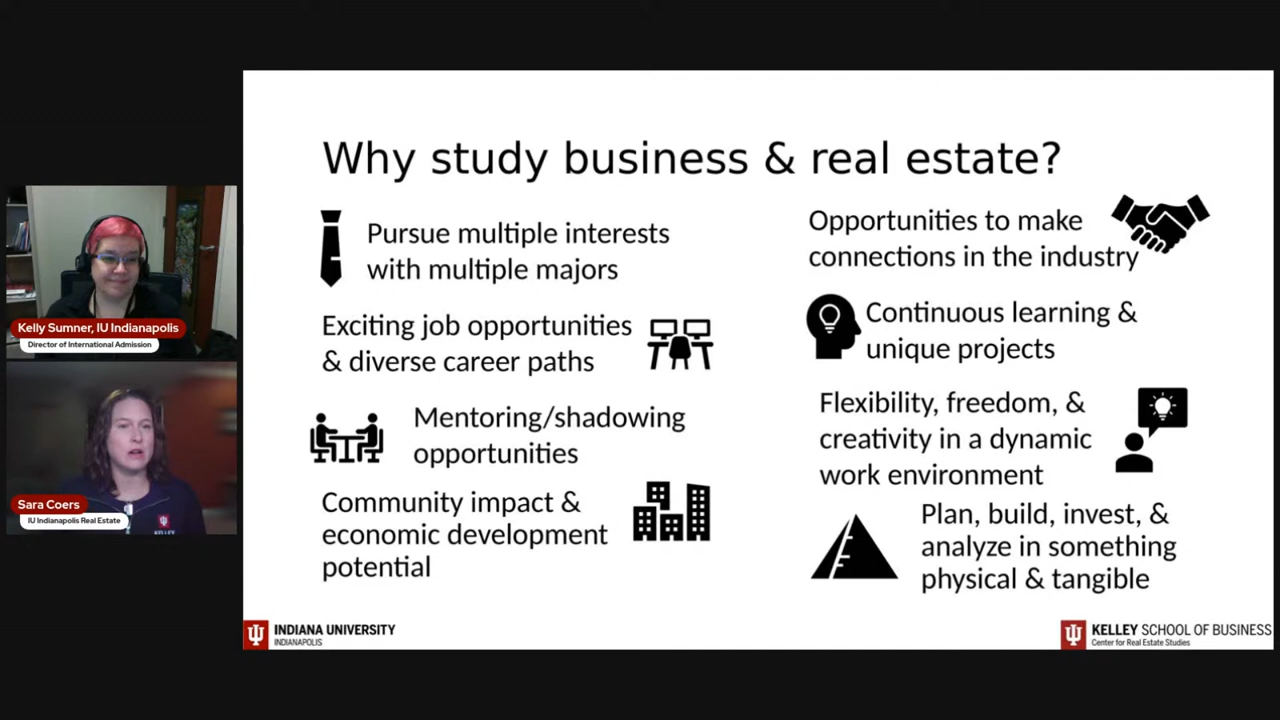 Why study business & real estate?
Pursue multiple interests
with multiple majors
Exciting job opportunities
& diverse career paths
Mentoring/shadowing
opportunities
Community impact &
economic development
potential
Opportunities to make
connections in the industry
Continuous learning &
unique projects
Flexibility, freedom, &
creativity in a dynamic
work environment
Plan, build, invest, &
analyze in something
physical & tangible
INDIANA UNIVERSITY
INDIANAPOLIS
KELLEY SCHOOL OF BUSINESS
Center for Real Estate Studies
Kelly Sumner, IU Indianapolis
Director of International Admission
Sara Coers
IU Indianapolis Real Estate
KELLEY